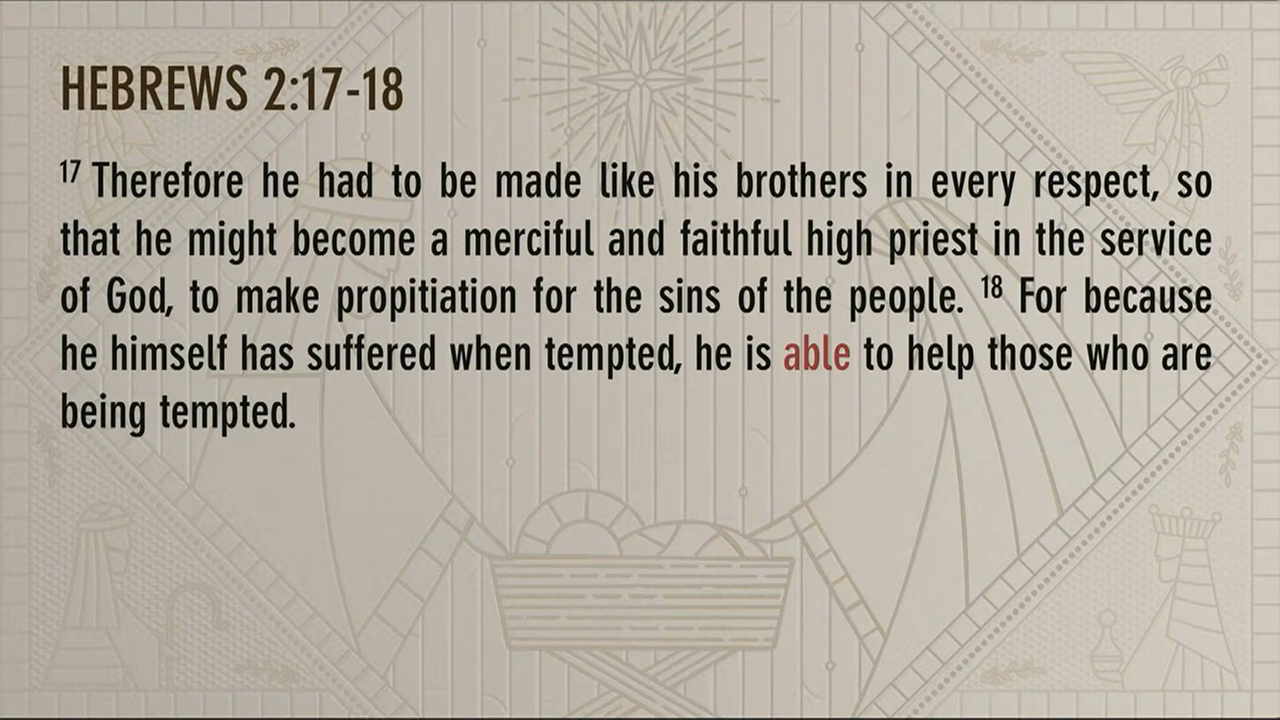 HEBREWS 2:17-18
17 Therefore he had to be made like his brothers in every respect, so
that he might become a merciful and faithful high priest in the service
of God, to make propitiation for the sins of the people. 18 For because
he himself has suffered when tempted, he is able to help those who are
being tempted.